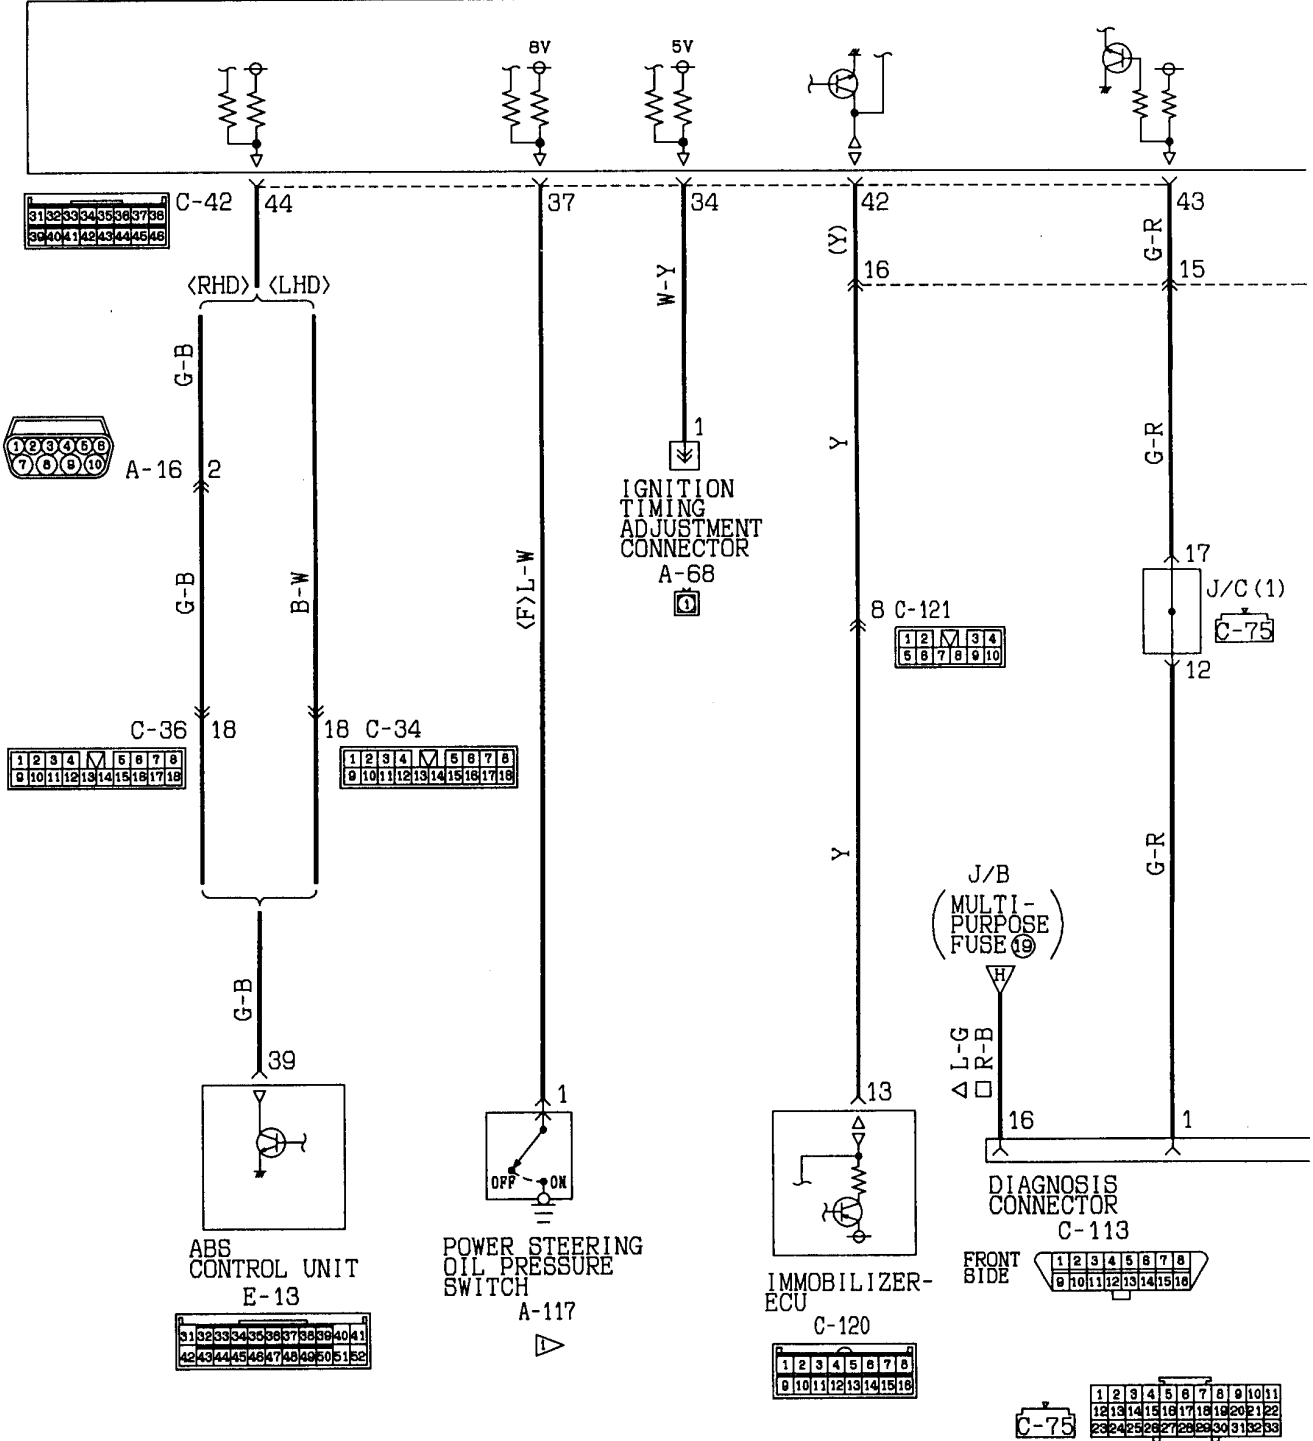 8V
5V
C-42
44
37
34
42
43
31 32 33 34 35 36 37 38
39 40 41 42 43 44 45 46
(Y)
G-R
16
15
<RHD> <LHD>
W-Y
G-B
1 2 3 4 5 6
7 8 9 10
A-16
2
1
Y
G-R
IGNITION
TIMING
ADJUSTMENT
CONNECTOR
A-68
1
17
J/C(1)
C-75
12
G-B
B-W
<F>L-W
8 C-121
1 2 3 4
5 6 7 8 9 10
C-36
18
18
C-34
1 2 3 4 5 6 7 8
9 10 11 12 13 14 15 16 17 18
1 2 3 4 5 6 7 8
9 10 11 12 13 14 15 16 17 18
Y
G-R
J/B
MULTI-
PURPOSE
FUSE 19
H
G-B
L-G
R-B
39
1
13
16
1
OFF
ON
ABS
CONTROL UNIT
E-13
31 32 33 34 35 36 37 38 39 40 41
42 43 44 45 46 47 48 49 50 51 52
POWER STEERING
OIL PRESSURE
SWITCH
A-117
1
IMMOBILIZER-
ECU
C-120
1 2 3 4 5 6 7 8
9 10 11 12 13 14 15 16
DIAGNOSIS
CONNECTOR
C-113
FRONT
SIDE
1 2 3 4 5 6 7 8
9 10 11 12 13 14 15 16
C-75
1 2 3 4 5 6 7 8 9 10 11
12 13 14 15 16 17 18 19 20 21 22
23 24 25 26 27 28 29 30 31 32 33